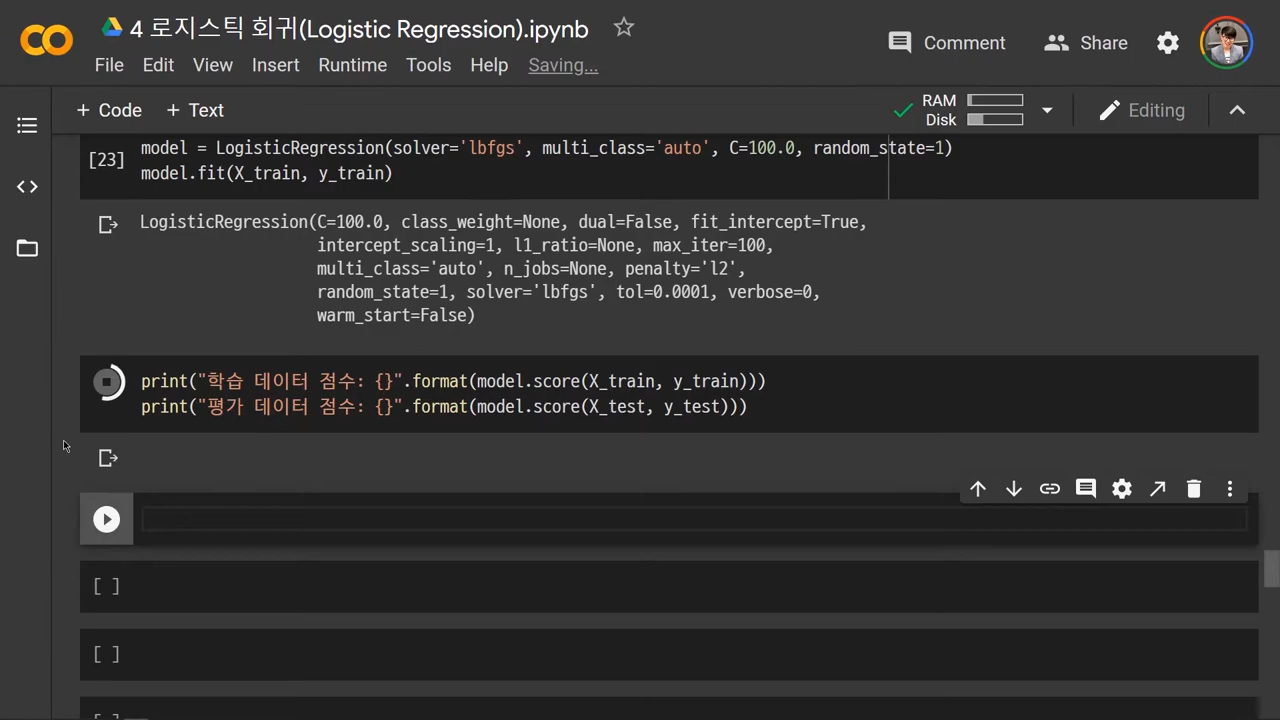 4 로지스틱 회귀(Logistic Regression).ipynb
Comment
Share
File Edit View Insert Runtime Tools Help Saving...
+ Code + Text
RAM
Disk
Editing
[23]
model = LogisticRegression(solver='lbfgs', multi_class='auto', C=100.0, random_state=1)
model.fit(X_train, y_train)
LogisticRegression(C=100.0, class_weight=None, dual=False, fit_intercept=True,
intercept_scaling=1, l1_ratio=None, max_iter=100,
multi_class='auto', n_jobs=None, penalty='l2',
random_state=1, solver='lbfgs', tol=0.0001, verbose=0,
warm_start=False)
print("학습 데이터 점수: {}".format(model.score(X_train, y_train)))
print("평가 데이터 점수: {}".format(model.score(X_test, y_test)))
[ ]
[ ]